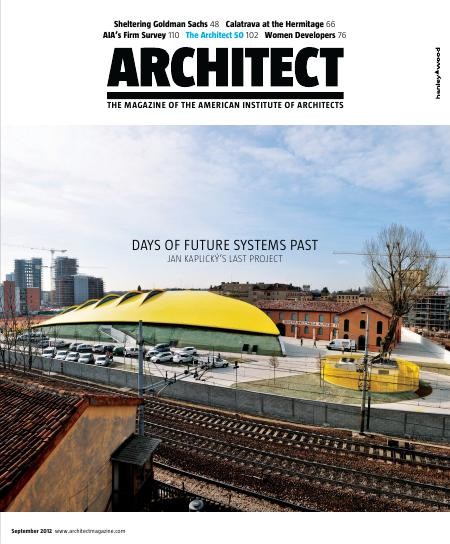 Sheltering Goldman Sachs 48 Calatrava at the Hermitage 66
AIA's Firm Survey 110 The Architect 50 102 Women Developers 76
ARCHITECT
THE MAGAZINE OF THE AMERICAN INSTITUTE OF ARCHITECTS
hanley▲wood
DAYS OF FUTURE SYSTEMS PAST
JAN KAPLICKÝ'S LAST PROJECT
September 2012 www.architectmagazine.com